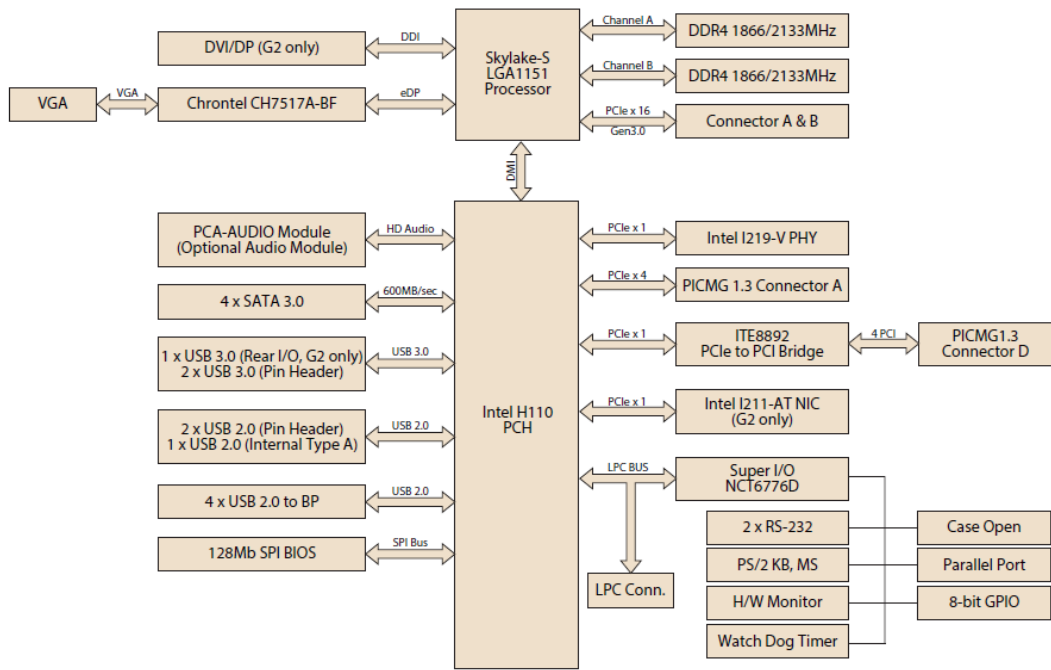 DVI/DP (G2 only)
DDI
VGA
VGA
Chrontel CH7517A-BF
eDP
Skylake-S
LGA1151
Processor
Channel A
DDR4 1866/2133MHz
Channel B
DDR4 1866/2133MHz
PCIe x 16
Gen3.0
Connector A & B
DMI
PCA-AUDIO Module
(Optional Audio Module)
HD Audio
4 x SATA 3.0
600MB/sec
1 x USB 3.0 (Rear I/O, G2 only)
2 x USB 3.0 (Pin Header)
USB 3.0
2 x USB 2.0 (Pin Header)
1 x USB 2.0 (Internal Type A)
USB 2.0
4 x USB 2.0 to BP
USB 2.0
128Mb SPI BIOS
SPI Bus
Intel H110
PCH
PCIe x 1
Intel I219-V PHY
PCIe x 4
PICMG 1.3 Connector A
PCIe x 1
ITE8892
PCIe to PCI Bridge
4 PCI
PICMG1.3
Connector D
PCIe x 1
Intel I211-AT NIC
(G2 only)
LPC BUS
Super I/O
NCT6776D
LPC Conn.
2 x RS-232
Case Open
PS/2 KB, MS
Parallel Port
H/W Monitor
8-bit GPIO
Watch Dog Timer